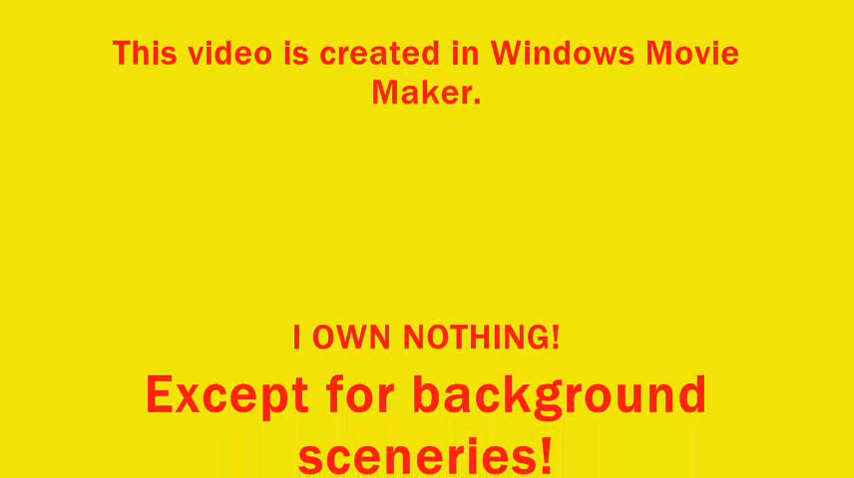 This video is created in Windows Movie
Maker.
I OWN NOTHING!
Except for background
sceneries!